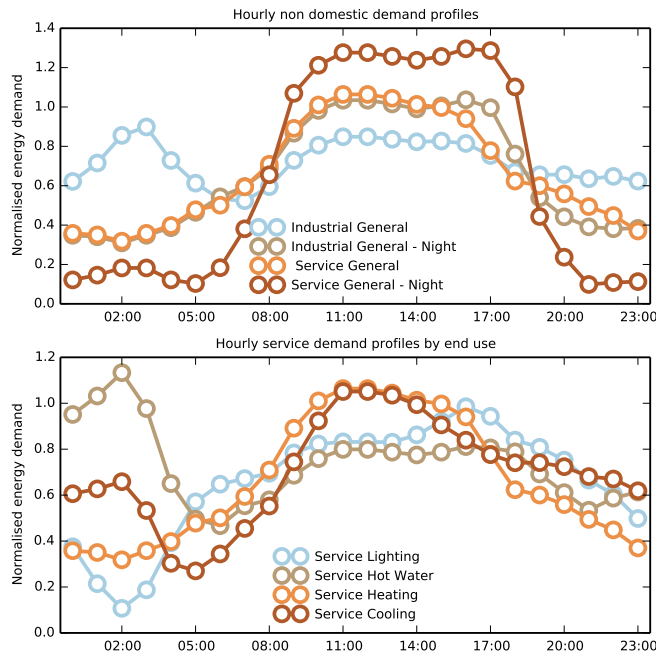 Hourly non domestic demand profiles
1.4
1.2
1.0
0.8
0.6
0.4
0.2
0.0
Normalised energy demand
Industrial General
Industrial General - Night
Service General
Service General - Night
02:00 05:00 08:00 11:00 14:00 17:00 20:00 23:00
Hourly service demand profiles by end use
1.2
1.0
0.8
0.6
0.4
0.2
0.0
Normalised energy demand
Service Lighting
Service Hot Water
Service Heating
Service Cooling
02:00 05:00 08:00 11:00 14:00 17:00 20:00 23:00